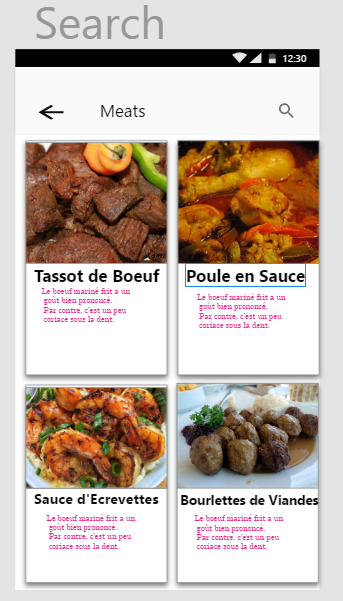 Search
12:30
Meats
Tassot de Boeuf
Le boeuf mariné frit a un
goût bien prononcé.
Par contre, c'est un peu
coriace sous la dent.
Poule en Sauce
Le boeuf mariné frit a un
goût bien prononcé.
Par contre, c'est un peu
coriace sous la dent.
Sauce d'Ecrevettes
Le boeuf mariné frit a un
goût bien prononcé.
Par contre, c'est un peu
coriace sous la dent.
Bourlettes de Viandes
Le boeuf mariné frit a un
goût bien prononcé.
Par contre, c'est un peu
coriace sous la dent.